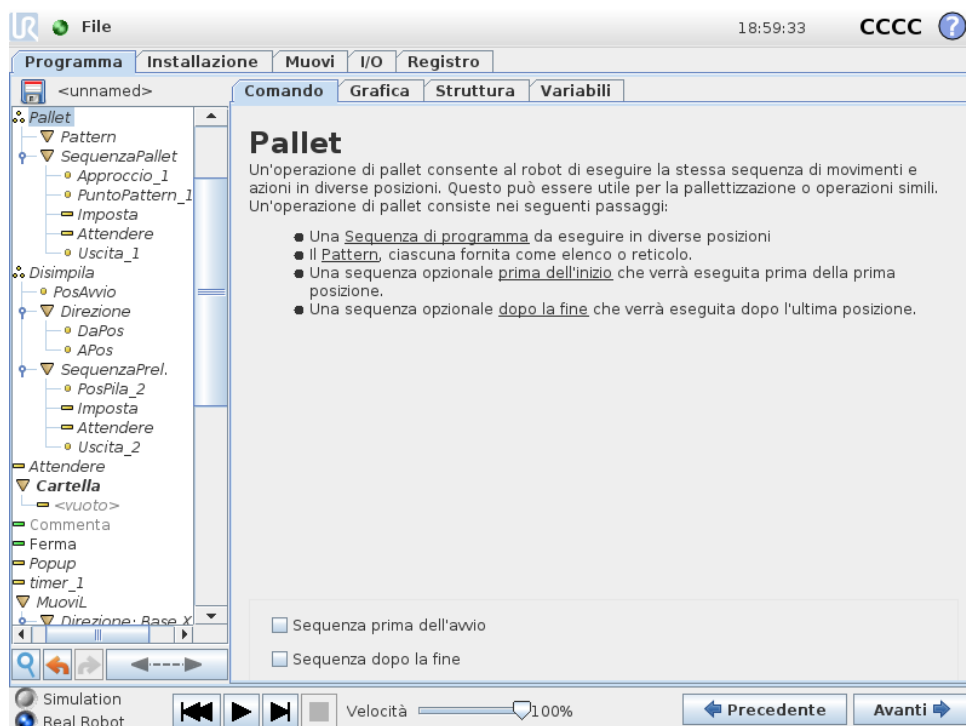 UR File 18:59:33 CCCC ?
Programma Installazione Muovi I/O Registro
<unnamed>
Comando Grafica Struttura Variabili
Pallet
Pattern
SequenzaPallet
Approccio_1
PuntoPattern_1
Imposta
Attendere
Uscita_1
Disimpila
PosAvvio
Direzione
DaPos
APos
SequenzaPrel.
PosPila_2
Imposta
Attendere
Uscita_2
Attendere
Cartella
<vuoto>
Commenta
Ferma
Popup
timer_1
MuoviL
Direzione: Base X
Pallet
Un'operazione di pallet consente al robot di eseguire la stessa sequenza di movimenti e
azioni in diverse posizioni. Questo può essere utile per la pallettizzazione o operazioni simili.
Un'operazione di pallet consiste nei seguenti passaggi:
● Una Sequenza di programma da eseguire in diverse posizioni
● Il Pattern, ciascuna fornita come elenco o reticolo.
● Una sequenza opzionale prima dell'inizio che verrà eseguita prima della prima
posizione.
● Una sequenza opzionale dopo la fine che verrà eseguita dopo l'ultima posizione.
Sequenza prima dell'avvio
Sequenza dopo la fine
Simulation
Real Robot
Velocità 100%
Precedente Avanti